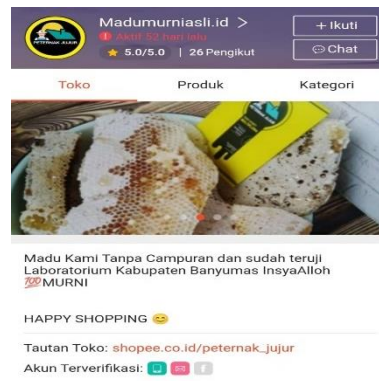 Madumurniasli.id >
+ Ikuti
Aktif 52 hari lalu
5.0/5.0 | 26 Pengikut
Chat
PETERNAK JUJUR
Toko
Produk
Kategori
Madu Kami Tanpa Campuran dan sudah teruji
Laboratorium Kabupaten Banyumas InsyaAlloh
💯MURNI
HAPPY SHOPPING 😊
Tautan Toko: shopee.co.id/peternak_jujur
Akun Terverifikasi: